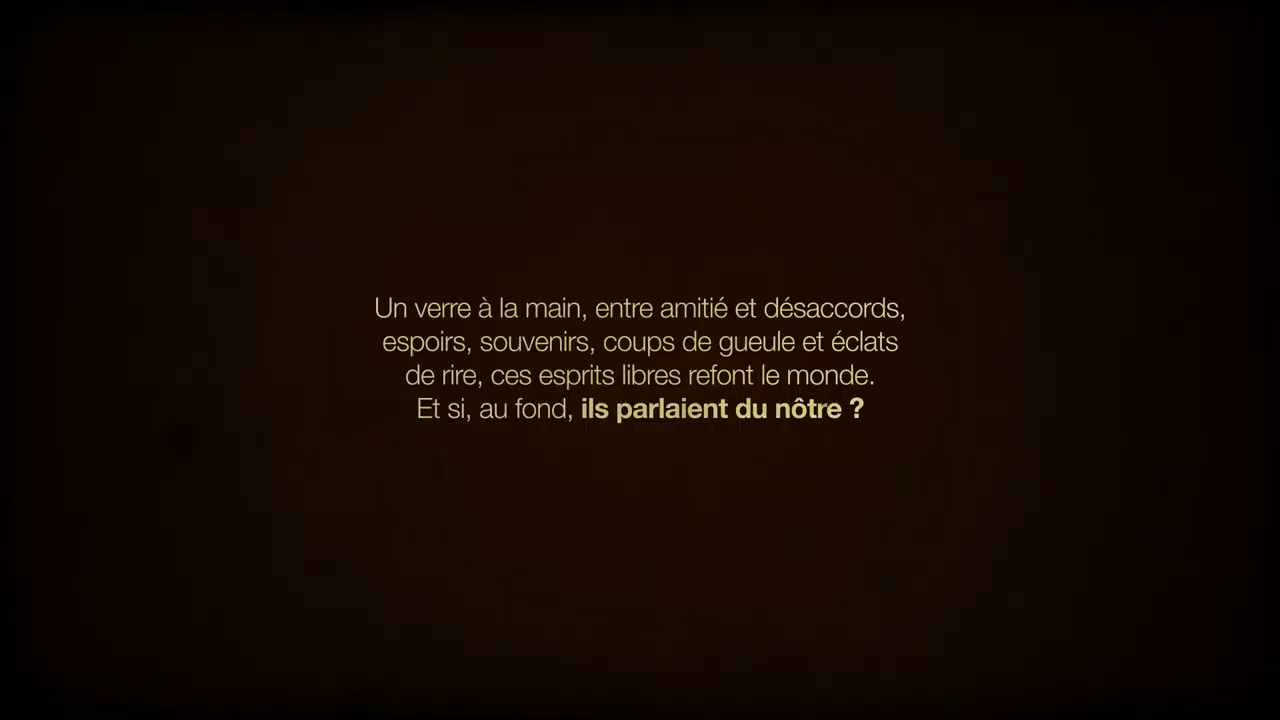 Un verre à la main, entre amitié et désaccords,
espoirs, souvenirs, coups de gueule et éclats
de rire, ces esprits libres refont le monde.
Et si, au fond, ils parlaient du nôtre ?